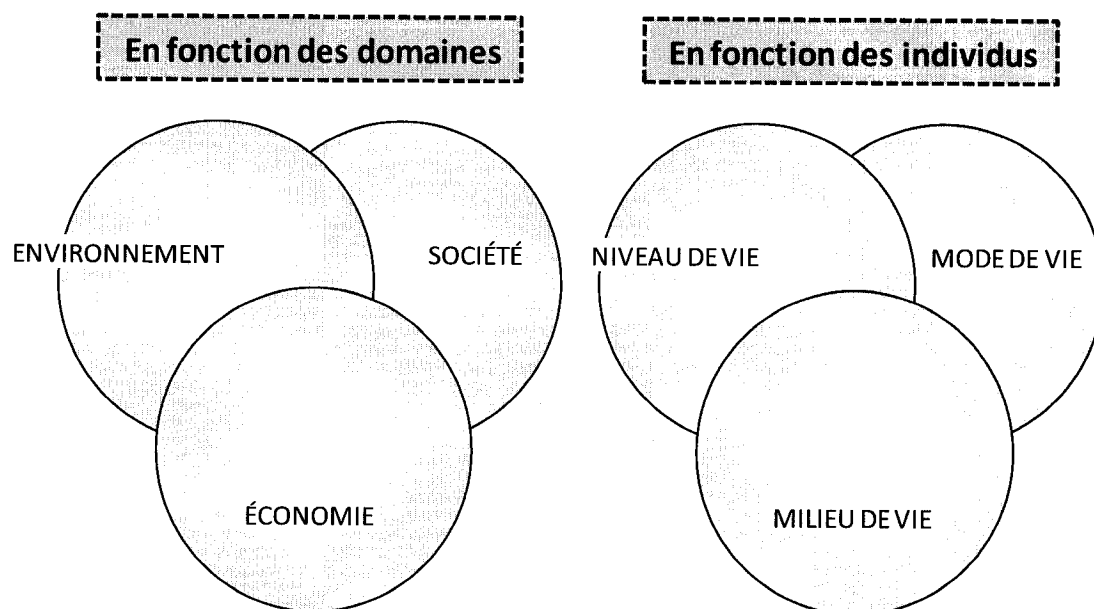 En fonction des domaines
En fonction des individus
ENVIRONNEMENT
SOCIÉTÉ
NIVEAU DE VIE
MODE DE VIE
ÉCONOMIE
MILIEU DE VIE